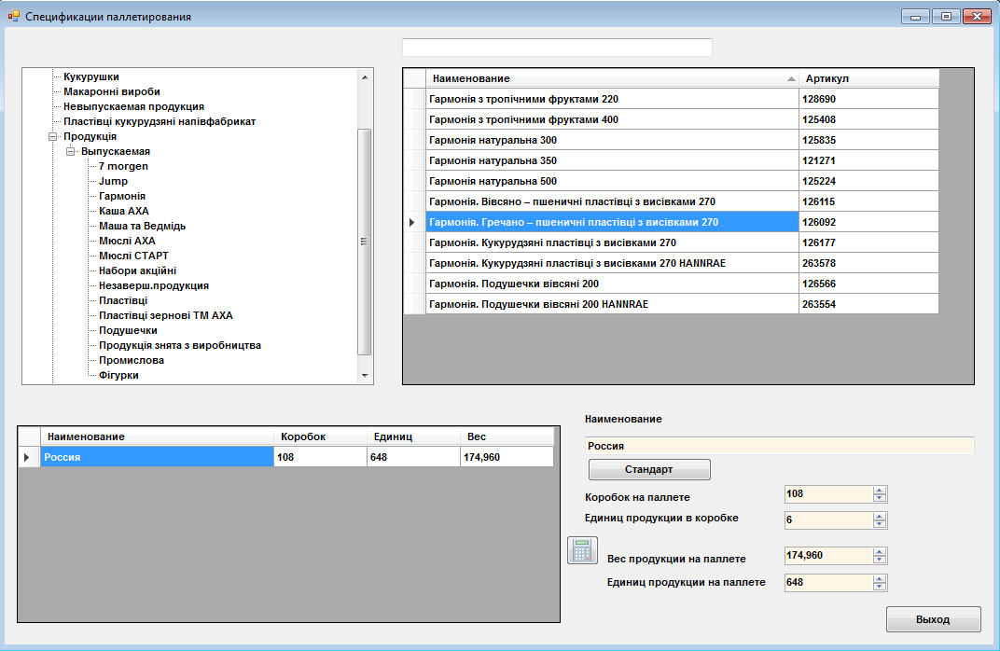 Спецификации паллетирования
Кукурушки
Макаронні вироби
Невыпускаемая продукция
Пластівці кукурудзяні напівфабрикат
Продукція
Выпускаемая
7 morgen
Jump
Гармонія
Каша АХА
Маша та Ведмідь
Мюслі АХА
Мюслі СТАРТ
Набори акційні
Незаверш.продукция
Пластівці
Пластівці зернові ТМ АХА
Подушечки
Продукція знята з виробництва
Промислова
Фігурки
Наименование Артикул
Гармонія з тропічними фруктами 220 128690
Гармонія з тропічними фруктами 400 125408
Гармонія натуральна 300 125835
Гармонія натуральна 350 121271
Гармонія натуральна 500 125224
Гармонія. Вівсяно – пшеничні пластівці з висівками 270 126115
Гармонія. Гречано – пшеничні пластівці з висівками 270 126092
Гармонія. Кукурудзяні пластівці з висівками 270 126177
Гармонія. Кукурудзяні пластівці з висівками 270 HANNRAE 263578
Гармонія. Подушечки вівсяні 200 126566
Гармонія. Подушечки вівсяні 200 HANNRAE 263554
Наименование Коробок Единиц Вес
Россия 108 648 174,960
Наименование
Россия
Стандарт
Коробок на паллете 108
Единиц продукции в коробке 6
Вес продукции на паллете 174,960
Единиц продукции на паллете 648
Выход